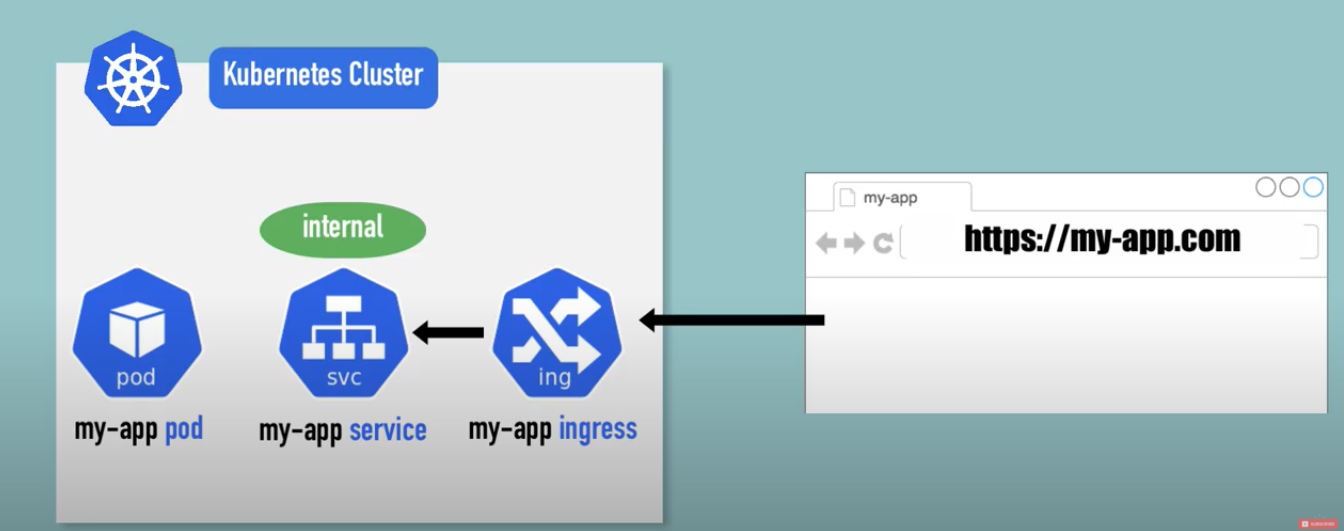 Kubernetes Cluster
internal
pod
svc
ing
my-app pod
my-app service
my-app ingress
my-app
https://my-app.com
SUBSCRIBE